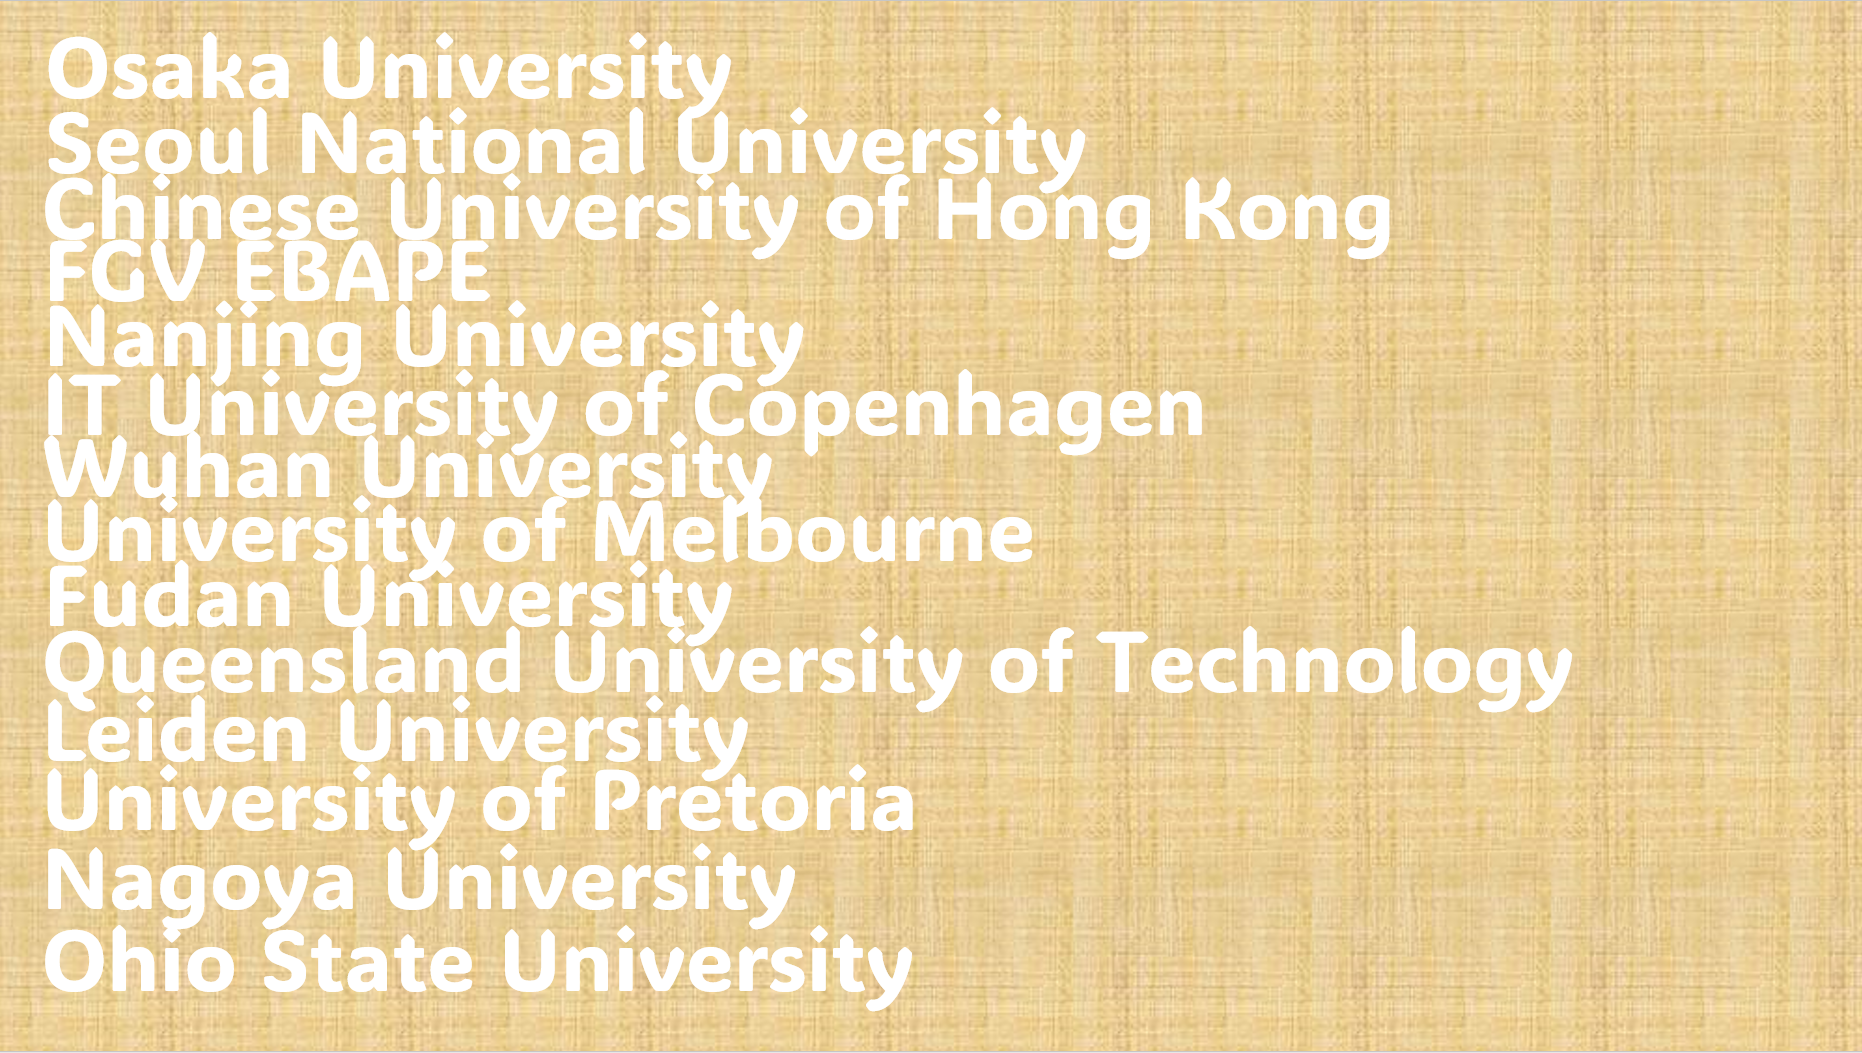 Osaka University
Seoul National University
Chinese University of Hong Kong
FGV EBAPE
Nanjing University
IT University of Copenhagen
Wuhan University
University of Melbourne
Fudan University
Queensland University of Technology
Leiden University
University of Pretoria
Nagoya University
Ohio State University